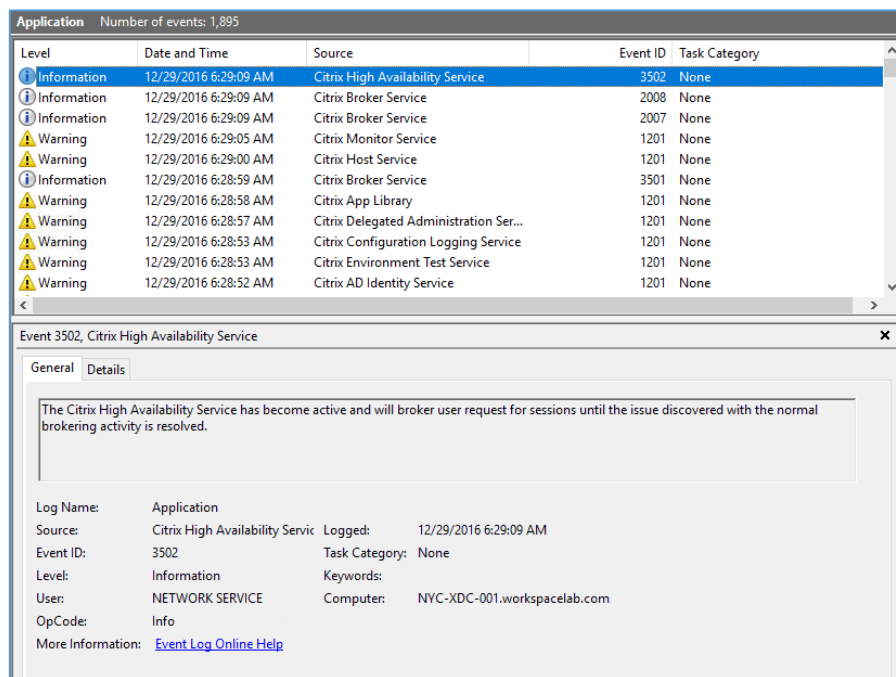 Application Number of events: 1,895
Level Date and Time Source Event ID Task Category
Information 12/29/2016 6:29:09 AM Citrix High Availability Service 3502 None
Information 12/29/2016 6:29:09 AM Citrix Broker Service 2008 None
Information 12/29/2016 6:29:09 AM Citrix Broker Service 2007 None
Warning 12/29/2016 6:29:05 AM Citrix Monitor Service 1201 None
Warning 12/29/2016 6:29:00 AM Citrix Host Service 1201 None
Information 12/29/2016 6:28:59 AM Citrix Broker Service 3501 None
Warning 12/29/2016 6:28:58 AM Citrix App Library 1201 None
Warning 12/29/2016 6:28:57 AM Citrix Delegated Administration Ser... 1201 None
Warning 12/29/2016 6:28:53 AM Citrix Configuration Logging Service 1201 None
Warning 12/29/2016 6:28:53 AM Citrix Environment Test Service 1201 None
Warning 12/29/2016 6:28:52 AM Citrix AD Identity Service 1201 None
Event 3502, Citrix High Availability Service
General Details
The Citrix High Availability Service has become active and will broker user request for sessions until the issue discovered with the normal
brokering activity is resolved.
Log Name: Application
Source: Citrix High Availability Servic Logged: 12/29/2016 6:29:09 AM
Event ID: 3502 Task Category: None
Level: Information Keywords:
User: NETWORK SERVICE Computer: NYC-XDC-001.workspacelab.com
OpCode: Info
More Information: Event Log Online Help